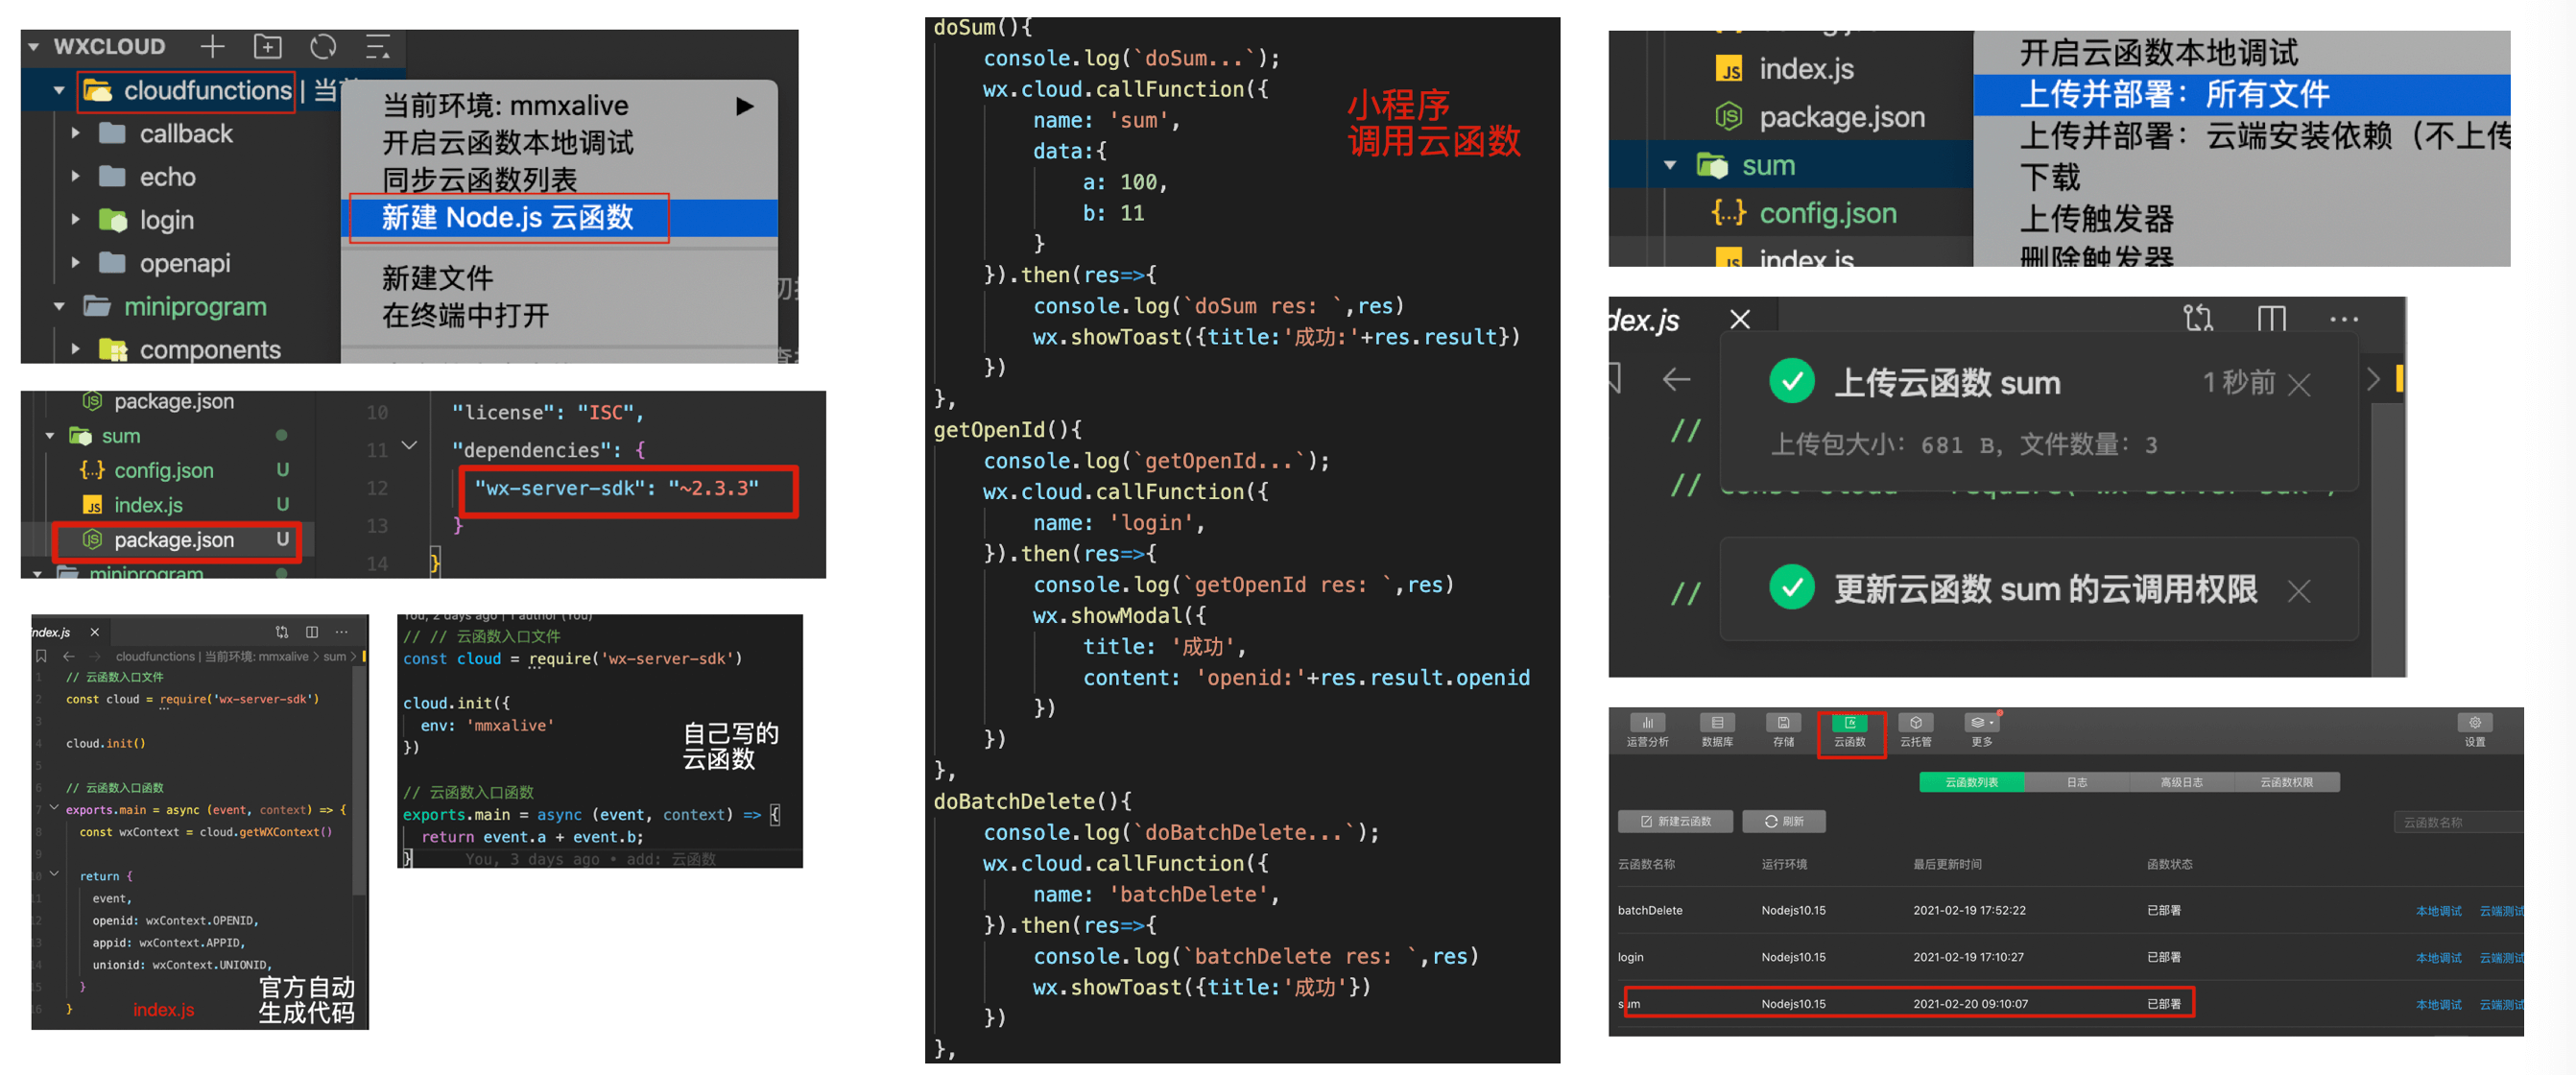 WXCLOUD
cloudfunctions | 当
callback
echo
login
openapi
miniprogram
components
当前环境: mmxalive
开启云函数本地调试
同步云函数列表
新建 Node.js 云函数
新建文件
在终端中打开
package.json
sum
config.json U
index.js U
package.json U
miniprogram
10 "license": "ISC",
11 "dependencies": {
12 "wx-server-sdk": "~2.3.3"
13 }
14 }
index.js
cloudfunctions | 当前环境: mmxalive > sum >
1 // 云函数入口文件
2 const cloud = require('wx-server-sdk')
3
4 cloud.init()
5
6 // 云函数入口函数
7 exports.main = async (event, context) => {
8 const wxContext = cloud.getWXContext()
9
10 return {
11 event,
12 openid: wxContext.OPENID,
13 appid: wxContext.APPID,
14 unionid: wxContext.UNIONID,
15 }
16 }
index.js
官方自动
生成代码
You, 2 days ago | 1 author (You)
// // 云函数入口文件
const cloud = require('wx-server-sdk')
cloud.init({
env: 'mmxalive'
})
自己写的
云函数
// 云函数入口函数
exports.main = async (event, context) => {
return event.a + event.b;
} You, 3 days ago • add: 云函数
doSum(){
console.log(`doSum...`);
wx.cloud.callFunction({
name: 'sum',
data:{
a: 100,
b: 11
}
}).then(res=>{
console.log(`doSum res: `,res)
wx.showToast({title:'成功:'+res.result})
})
},
getOpenId(){
console.log(`getOpenId...`);
wx.cloud.callFunction({
name: 'login',
}).then(res=>{
console.log(`getOpenId res: `,res)
wx.showModal({
title: '成功',
content: 'openid:'+res.result.openid
})
})
},
doBatchDelete(){
console.log(`doBatchDelete...`);
wx.cloud.callFunction({
name: 'batchDelete',
}).then(res=>{
console.log(`batchDelete res: `,res)
wx.showToast({title:'成功'})
})
},
小程序
调用云函数
index.js
package.json
sum
config.json
index.js
开启云函数本地调试
上传并部署：所有文件
上传并部署：云端安装依赖（不上传
下载
上传触发器
删除触发器
dex.js
上传云函数 sum 1 秒前
上传包大小：681 B，文件数量：3
//
//
更新云函数 sum 的云调用权限
//
运营分析 数据库 存储 云函数 云托管 更多 设置
云函数列表 日志 高级日志 云函数权限
新建云函数 刷新 云函数名称
云函数名称 运行环境 最后更新时间 函数状态
batchDelete Nodejs10.15 2021-02-19 17:52:22 已部署 本地调试 云端测试
login Nodejs10.15 2021-02-19 17:10:27 已部署 本地调试 云端测试
sum Nodejs10.15 2021-02-20 09:10:07 已部署 本地调试 云端测试